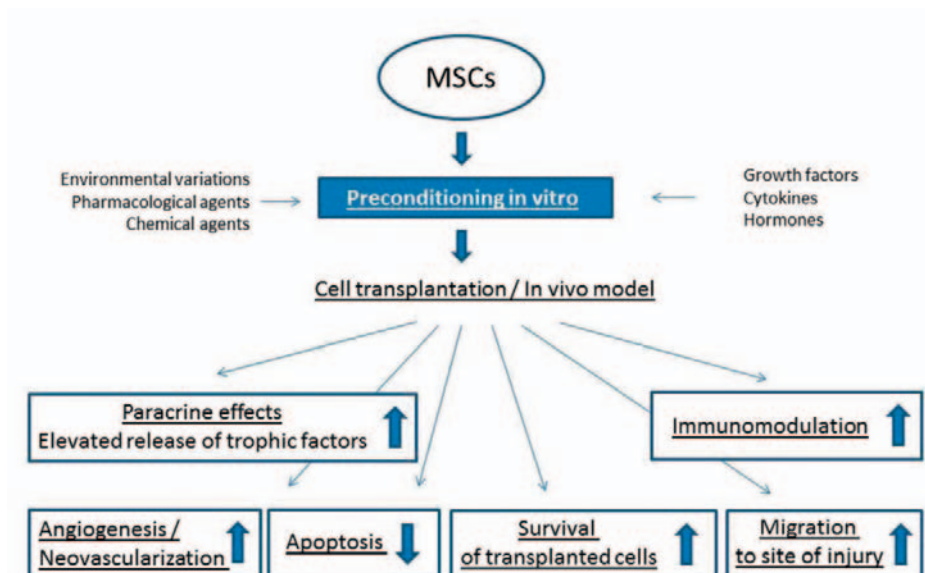 MSCs
Environmental variations
Pharmacological agents
Chemical agents
Preconditioning in vitro
Growth factors
Cytokines
Hormones
Cell transplantation / In vivo model
Paracrine effects
Elevated release of trophic factors
Immunomodulation
Angiogenesis /
Neovascularization
Apoptosis
Survival
of transplanted cells
Migration
to site of injury